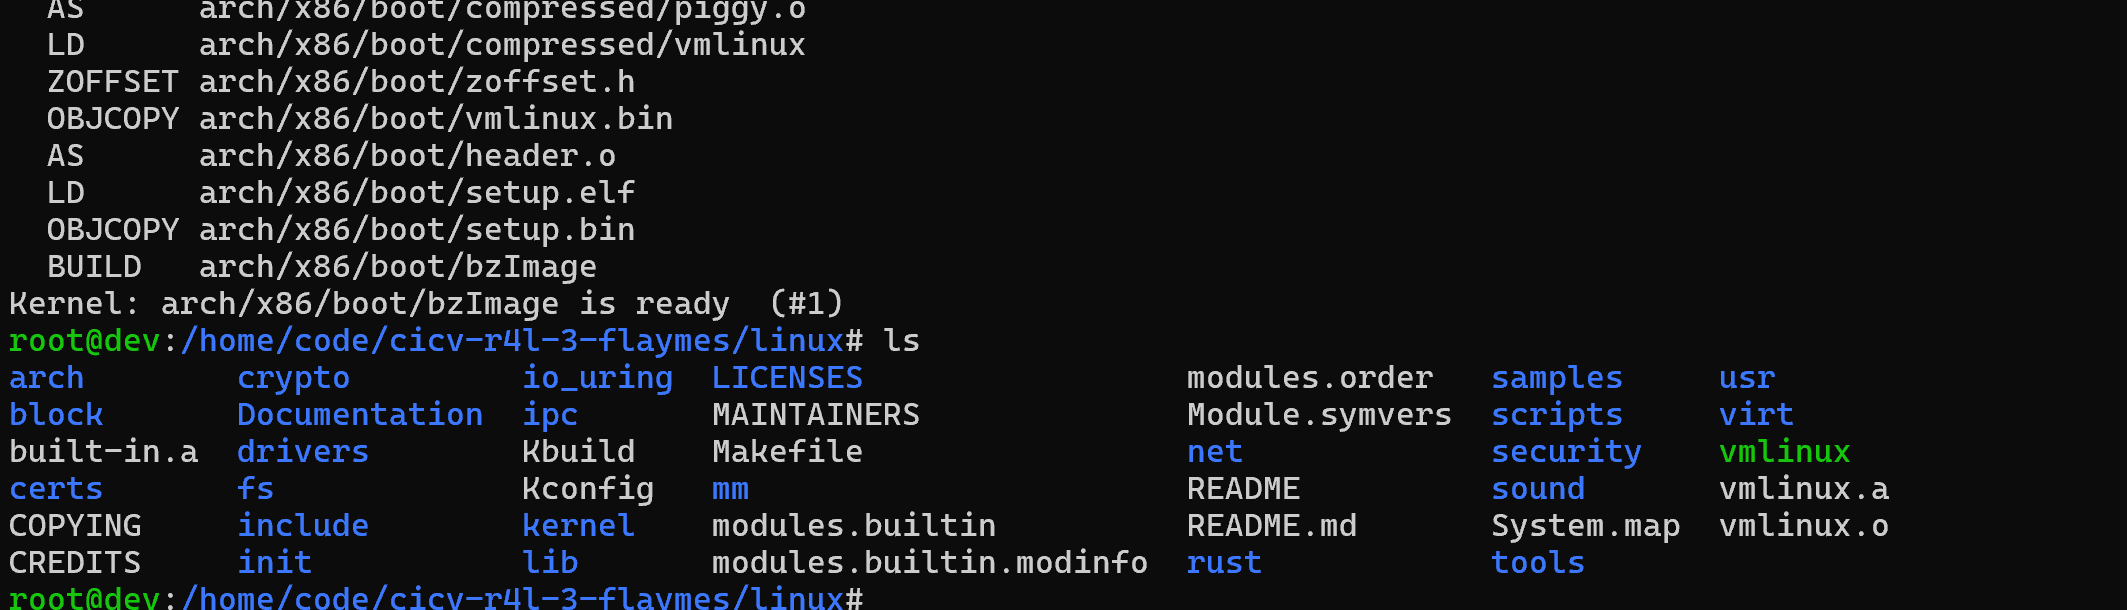 AS      arch/x86/boot/compressed/piggy.o
LD      arch/x86/boot/compressed/vmlinux
ZOFFSET arch/x86/boot/zoffset.h
OBJCOPY arch/x86/boot/vmlinux.bin
AS      arch/x86/boot/header.o
LD      arch/x86/boot/setup.elf
OBJCOPY arch/x86/boot/setup.bin
BUILD   arch/x86/boot/bzImage
Kernel: arch/x86/boot/bzImage is ready  (#1)
root@dev:/home/code/cicv-r4l-3-flaymes/linux# ls
arch        crypto         io_uring  LICENSES                 modules.order   samples     usr
block       Documentation  ipc       MAINTAINERS              Module.symvers  scripts     virt
built-in.a  drivers        Kbuild    Makefile                 net             security    vmlinux
certs       fs             Kconfig   mm                       README          sound       vmlinux.a
COPYING     include        kernel    modules.builtin          README.md       System.map  vmlinux.o
CREDITS     init           lib       modules.builtin.modinfo  rust            tools
root@dev:/home/code/cicv-r4l-3-flaymes/linux#